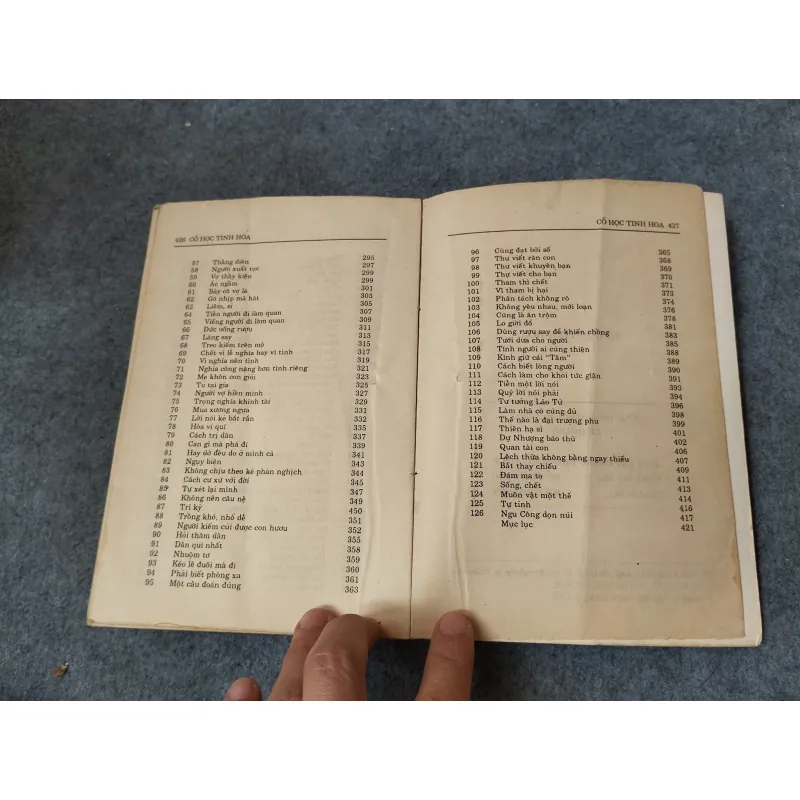 426 CỔ HỌC TINH HOA
57 Thằng điên 295
58 Người xuất tục 297
59 Vợ thầy kiệu 299
60 Ác ngầm 299
61 Bảy cô vợ lẽ 301
62 Gõ nhịp mà hát 303
63 Liêm, sỉ 305
64 Tiễn người đi làm quan 307
65 Viếng người đi làm quan 309
66 Đức uống rượu 311
67 Làng say 313
68 Treo kiếm trên mộ 315
69 Chết vì lễ nghĩa hay vì tình 317
70 Vì nghĩa nên tình 319
71 Nghĩa công nặng hơn tình riêng 321
72 Mẹ khôn con giỏi 323
73 Tu tại gia 325
74 Người vợ hiền minh 327
75 Trọng nghĩa khinh tài 329
76 Mua xương ngựa 331
77 Lời nói kẻ bắt rắn 332
78 Hòa vi quí 335
79 Cách trị dân 337
80 Can gì mà phá đi 339
81 Hay dở đều do ở mình cả 341
82 Ngụy biện 343
83 Không chịu theo kẻ phản nghịch 344
84 Cách cư xử với đời 345
89 Tự xét lại mình 347
86 Không nên câu nệ 349
87 Tri kỷ 450
88 Trồng khó, nhổ dễ 351
89 Người kiếm củi được con hươu 352
90 Hỏi thăm dân 355
91 Dân quí nhất 358
92 Nhuộm tơ 359
93 Kéo lê đuôi mà đi 360
94 Phải biết phòng xa 361
95 Một câu đoán đúng 363
CỔ HỌC TINH HOA 427
96 Cùng đạt bởi số 365
97 Thư viết răn con 368
98 Thư viết khuyên bạn 369
99 Thư viết cho bạn 370
100 Tham thì chết 371
101 Vì tham bị hại 373
102 Phân tách không rõ 374
103 Không yêu nhau, mới loạn 376
104 Cũng là ăn trộm 378
105 Lo giời đổ 381
106 Dùng rượu say để khiến chồng 383
107 Tưới dưa cho người 385
108 Tính người ai cũng thiện 388
109 Kính giữ cái "Tâm" 389
110 Cách biết lòng người 391
111 Cách làm cho khỏi tức giận 393
112 Tiễn một lời nói 394
113 Quý lời nói phải 394
114 Tư tưởng Lão Tử 396
115 Làm nhà có cúng đủ 398
116 Thế nào là đại trượng phu 399
117 Thiền hạ sĩ 401
118 Dự Nhượng báo thù 402
119 Quan tài con 406
120 Lệch thừa không bằng ngay thiếu 407
121 Bắt thay chiếu 409
122 Đám ma to 411
123 Sống, chết 413
124 Muôn vật một thể 414
125 Tự tỉnh 416
126 Ngu Công dọn núi 417
Mục lục 421